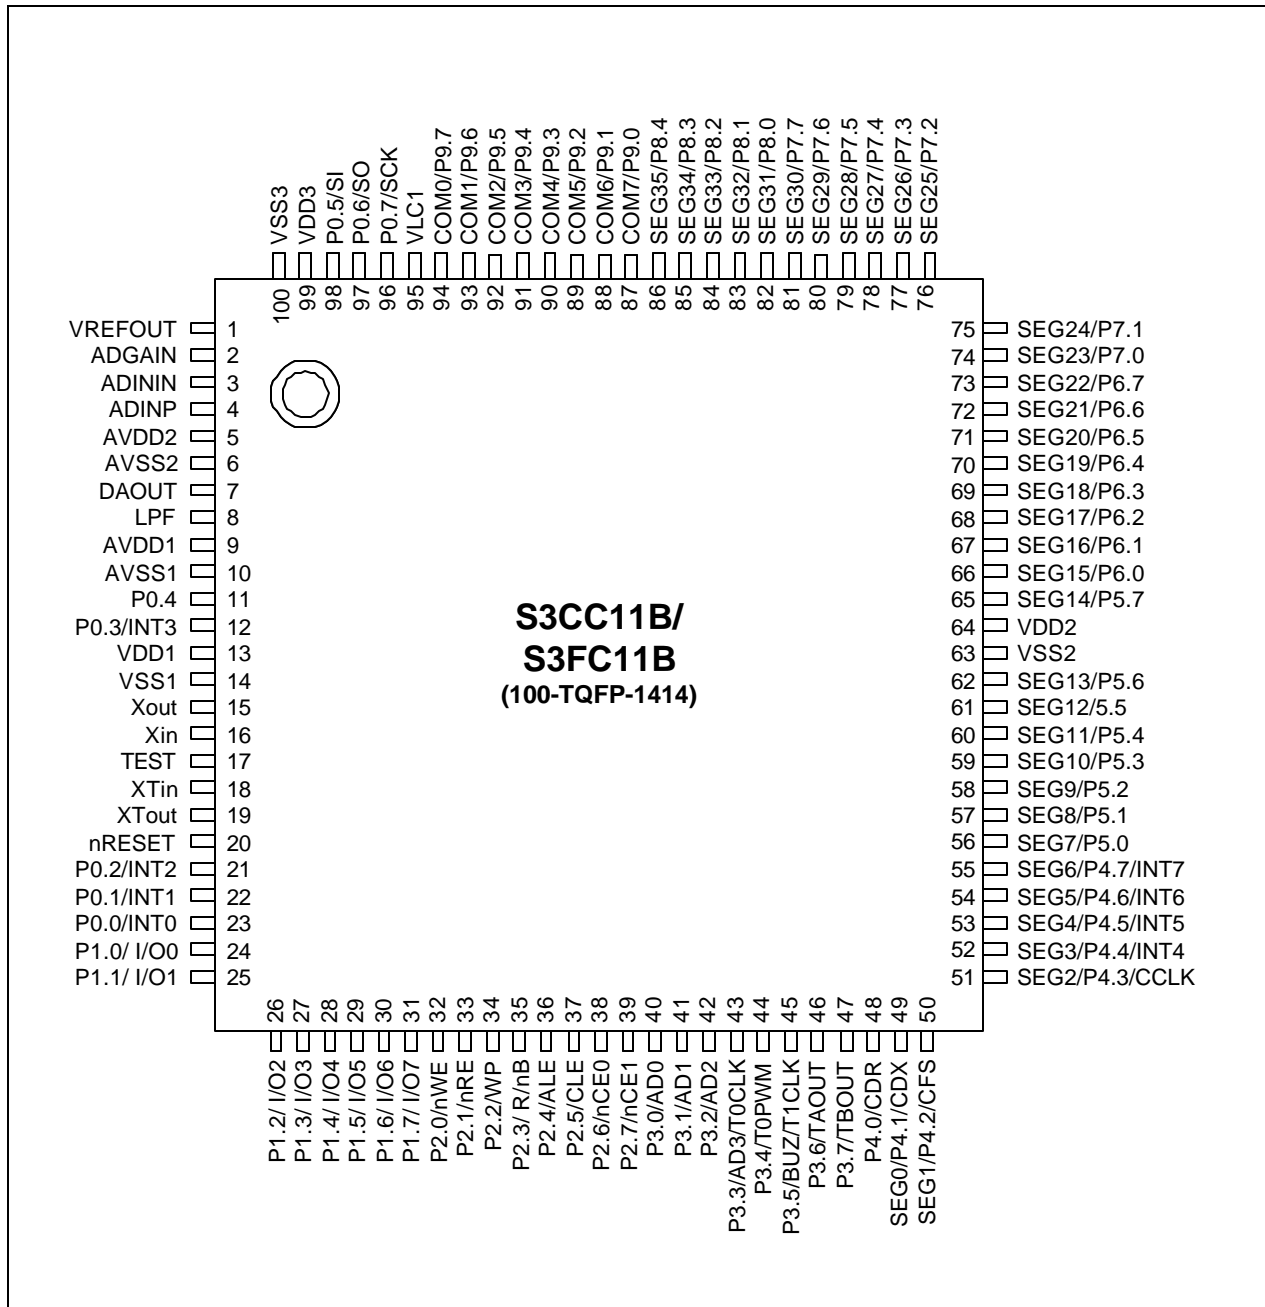 VSS3
VDD3
P0.5/SI
P0.6/SO
P0.7/SCK
VLC1
COM0/P9.7
COM1/P9.6
COM2/P9.5
COM3/P9.4
COM4/P9.3
COM5/P9.2
COM6/P9.1
COM7/P9.0
SEG35/P8.4
SEG34/P8.3
SEG33/P8.2
SEG32/P8.1
SEG31/P8.0
SEG30/P7.7
SEG29/P7.6
SEG28/P7.5
SEG27/P7.4
SEG26/P7.3
SEG25/P7.2
100
99
98
97
96
95
94
93
92
91
90
89
88
87
86
85
84
83
82
81
80
79
78
77
76
VREFOUT 1
ADGAIN 2
ADININ 3
ADINP 4
AVDD2 5
AVSS2 6
DAOUT 7
LPF 8
AVDD1 9
AVSS1 10
P0.4 11
P0.3/INT3 12
VDD1 13
VSS1 14
Xout 15
Xin 16
TEST 17
XTin 18
XTout 19
nRESET 20
P0.2/INT2 21
P0.1/INT1 22
P0.0/INT0 23
P1.0/ I/O0 24
P1.1/ I/O1 25
S3CC11B/
S3FC11B
(100-TQFP-1414)
75 SEG24/P7.1
74 SEG23/P7.0
73 SEG22/P6.7
72 SEG21/P6.6
71 SEG20/P6.5
70 SEG19/P6.4
69 SEG18/P6.3
68 SEG17/P6.2
67 SEG16/P6.1
66 SEG15/P6.0
65 SEG14/P5.7
64 VDD2
63 VSS2
62 SEG13/P5.6
61 SEG12/5.5
60 SEG11/P5.4
59 SEG10/P5.3
58 SEG9/P5.2
57 SEG8/P5.1
56 SEG7/P5.0
55 SEG6/P4.7/INT7
54 SEG5/P4.6/INT6
53 SEG4/P4.5/INT5
52 SEG3/P4.4/INT4
51 SEG2/P4.3/CCLK
26
27
28
29
30
31
32
33
34
35
36
37
38
39
40
41
42
43
44
45
46
47
48
49
50
P1.2/ I/O2
P1.3/ I/O3
P1.4/ I/O4
P1.5/ I/O5
P1.6/ I/O6
P1.7/ I/O7
P2.0/nWE
P2.1/nRE
P2.2/WP
P2.3/ R/nB
P2.4/ALE
P2.5/CLE
P2.6/nCE0
P2.7/nCE1
P3.0/AD0
P3.1/AD1
P3.2/AD2
P3.3/AD3/T0CLK
P3.4/T0PWM
P3.5/BUZ/T1CLK
P3.6/TAOUT
P3.7/TBOUT
P4.0/CDR
SEG0/P4.1/CDX
SEG1/P4.2/CFS